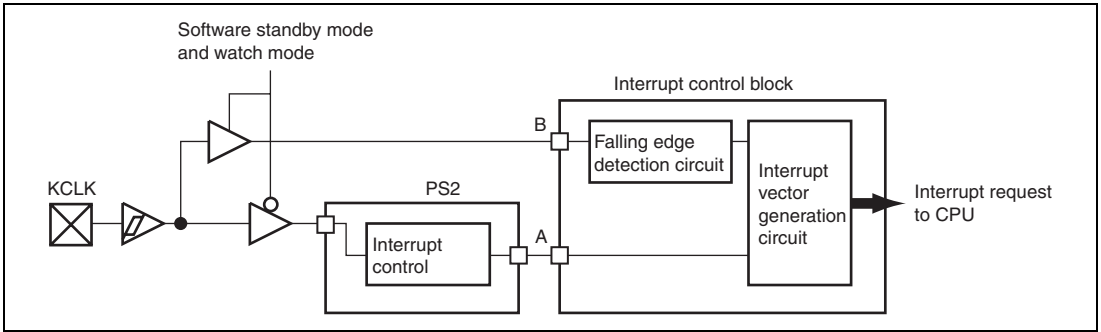 Software standby mode
and watch mode
Interrupt control block
B
Falling edge
detection circuit
KCLK
PS2
Interrupt
vector
generation
circuit
Interrupt request
to CPU
A
Interrupt
control